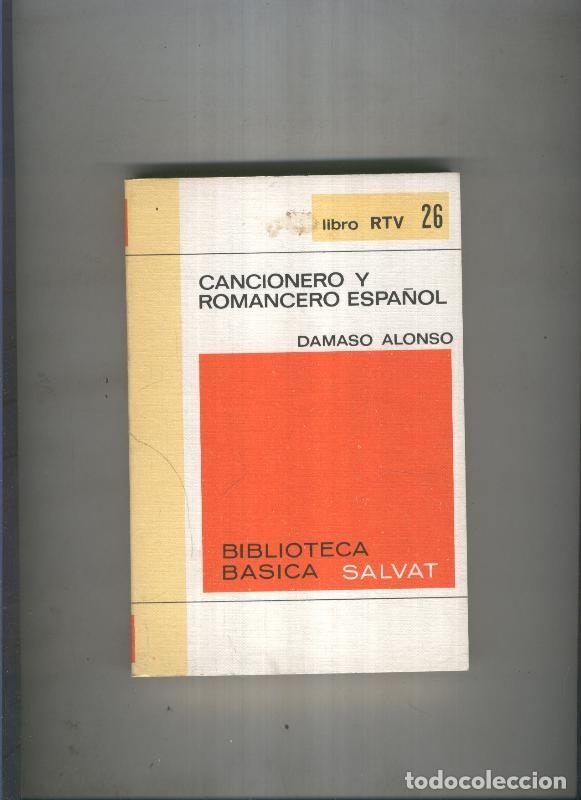 libro RTV 26
CANCIONERO Y
ROMANCERO ESPAÑOL
DAMASO ALONSO
BIBLIOTECA
BASICA SALVAT
todocoleccion